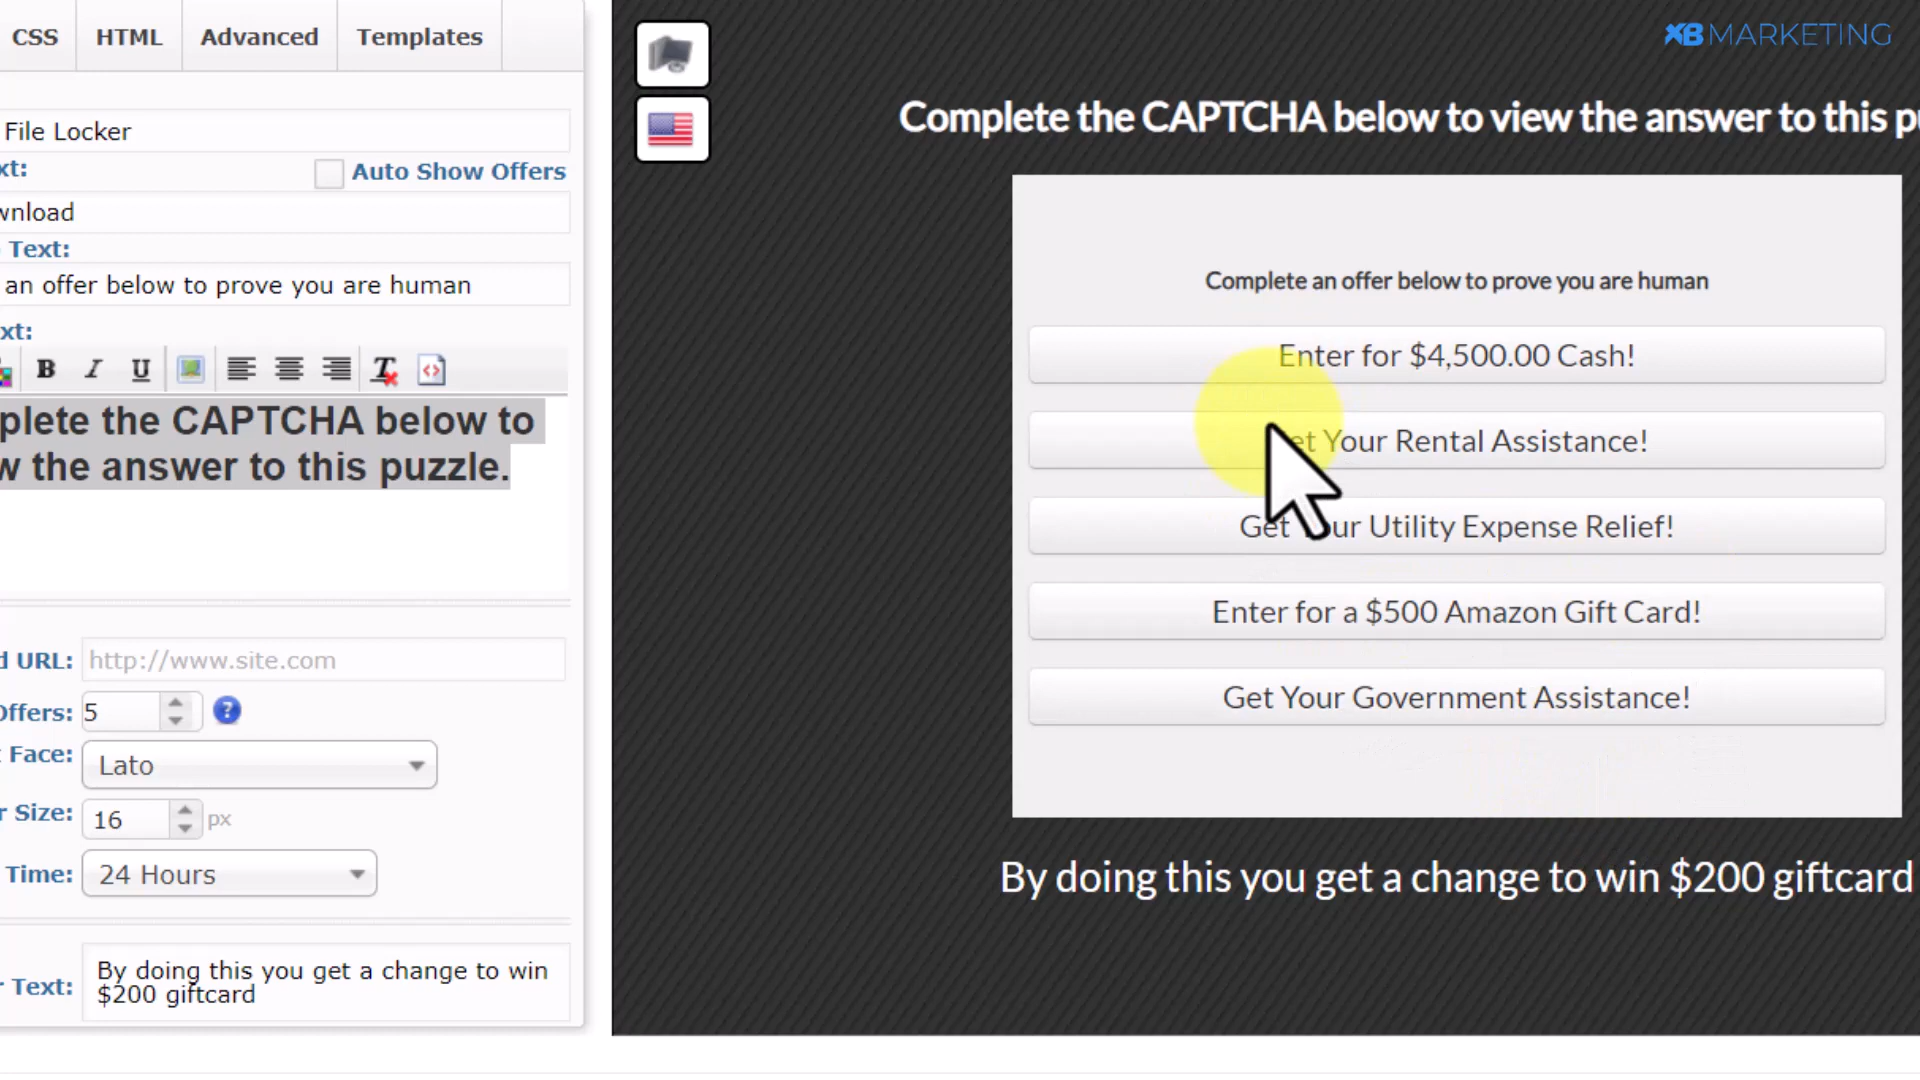 CSS HTML Advanced Templates
XB MARKETING
File Locker
xt:
Auto Show Offers
wnload
Text:
an offer below to prove you are human
xt:
B I U
plete the CAPTCHA below to
w the answer to this puzzle.
d URL: http://www.site.com
Offers: 5
Face: Lato
r Size: 16 px
Time: 24 Hours
r Text: By doing this you get a change to win
$200 giftcard
Complete the CAPTCHA below to view the answer to this pu
Complete an offer below to prove you are human
Enter for $4,500.00 Cash!
et Your Rental Assistance!
Get Your Utility Expense Relief!
Enter for a $500 Amazon Gift Card!
Get Your Government Assistance!
By doing this you get a change to win $200 giftcard